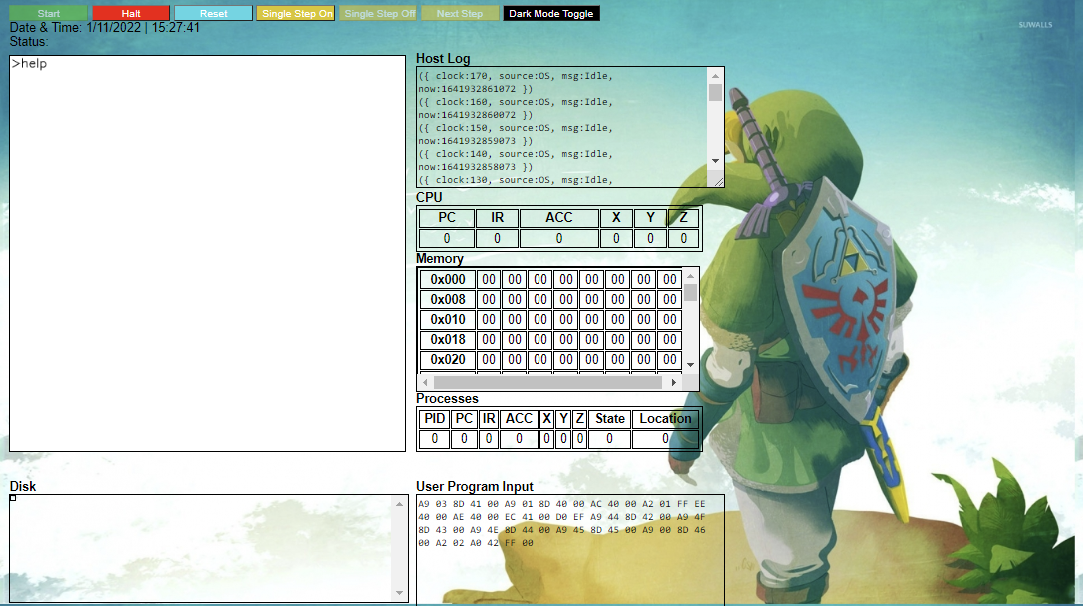 Start Halt Reset Single Step On Single Step Off Next Step Dark Mode Toggle
Date & Time: 1/11/2022 | 15:27:41
Status:
SUWALLS
>help
Host Log
({ clock:170, source:OS, msg:Idle,
now:1641932861072 })
({ clock:160, source:OS, msg:Idle,
now:1641932860072 })
({ clock:150, source:OS, msg:Idle,
now:1641932859073 })
({ clock:140, source:OS, msg:Idle,
now:1641932858073 })
({ clock:130, source:OS, msg:Idle,
CPU
PC IR ACC X Y Z
0 0 0 0 0 0
Memory
0x000 00 00 00 00 00 00 00 00
0x008 00 00 00 00 00 00 00 00
0x010 00 00 00 00 00 00 00 00
0x018 00 00 00 00 00 00 00 00
0x020 00 00 00 00 00 00 00 00
Processes
PID PC IR ACC X Y Z State Location
0 0 0 0 0 0 0 0 0
Disk
User Program Input
A9 03 8D 41 00 A9 01 8D 40 00 AC 40 00 A2 01 FF EE
40 00 AE 40 00 EC 41 00 D0 EF A9 44 8D 42 00 A9 4F
8D 43 00 A9 4E 8D 44 00 A9 45 8D 45 00 A9 00 8D 46
00 A2 02 A0 42 FF 00